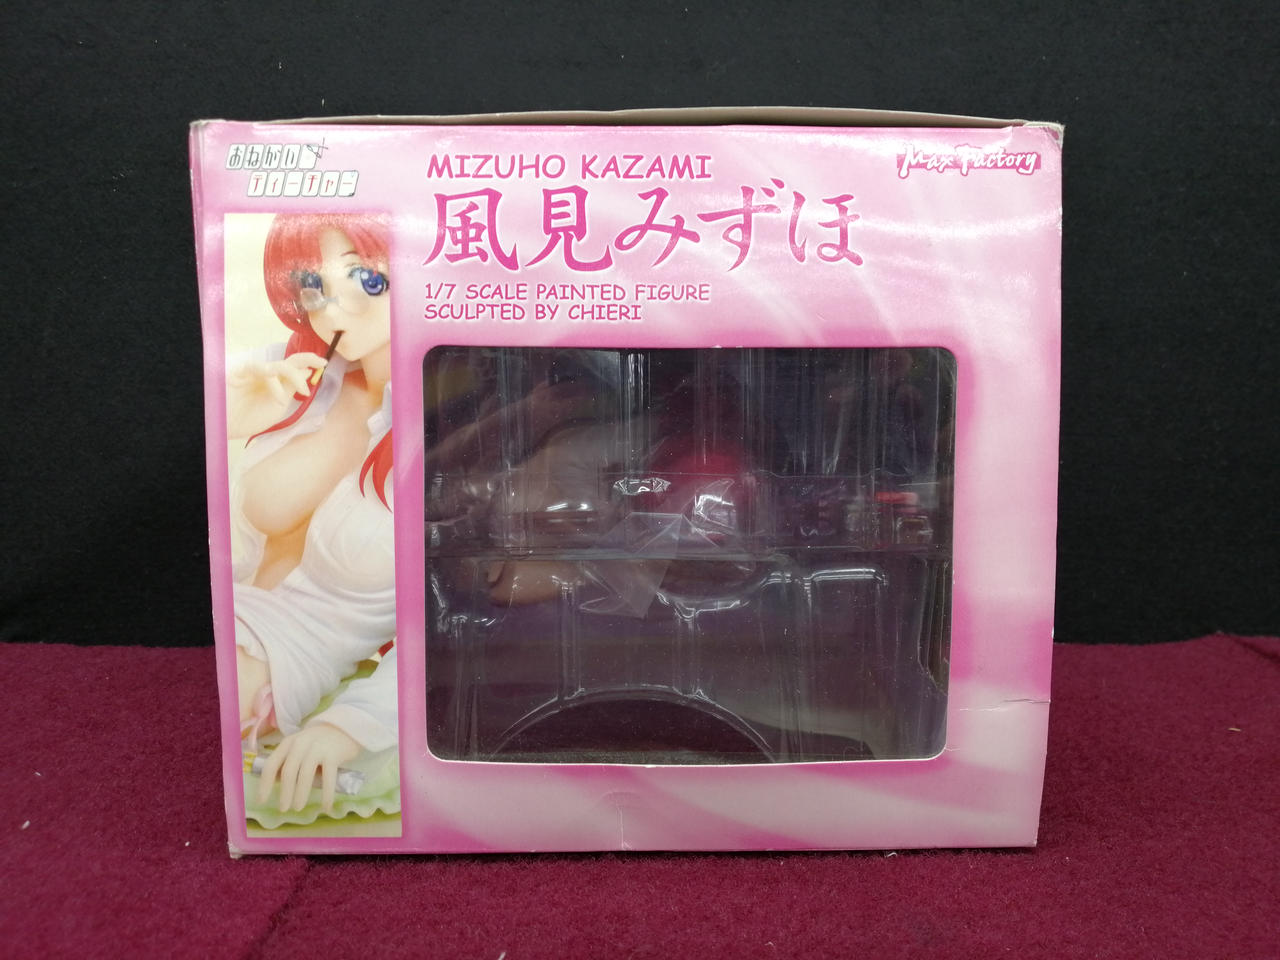 おねがい
ティーチャー
MIZUHO KAZAMI
風見みずほ
1/7 SCALE PAINTED FIGURE
SCULPTED BY CHIERI
Max Factory